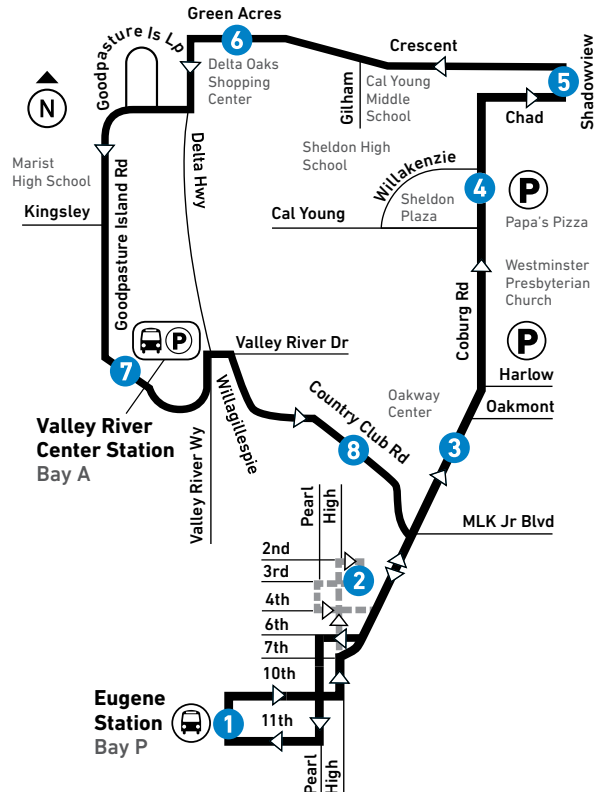 Green Acres
6
Goodpasture Is Lp
Delta Oaks
Shopping
Center
Crescent
5
Shadowview
Gilham
Cal Young
Middle
School
Chad
N
Delta Hwy
Sheldon High
School
Willakenzie
Marist
High School
4
P
Sheldon
Plaza
Kingsley
Cal Young
Papa's Pizza
Goodpasture Island Rd
Westminster
Presbyterian
Church
Coburg Rd
P
P
Valley River Dr
7
Harlow
Willagillespie
Country Club Rd
Oakway
Center
Oakmont
Valley River
Center Station
Bay A
Valley River Wy
8
3
Pearl
High
MLK Jr Blvd
2nd
3rd
2
4th
6th
7th
10th
Eugene
Station
Bay P
1
11th
Pearl
High